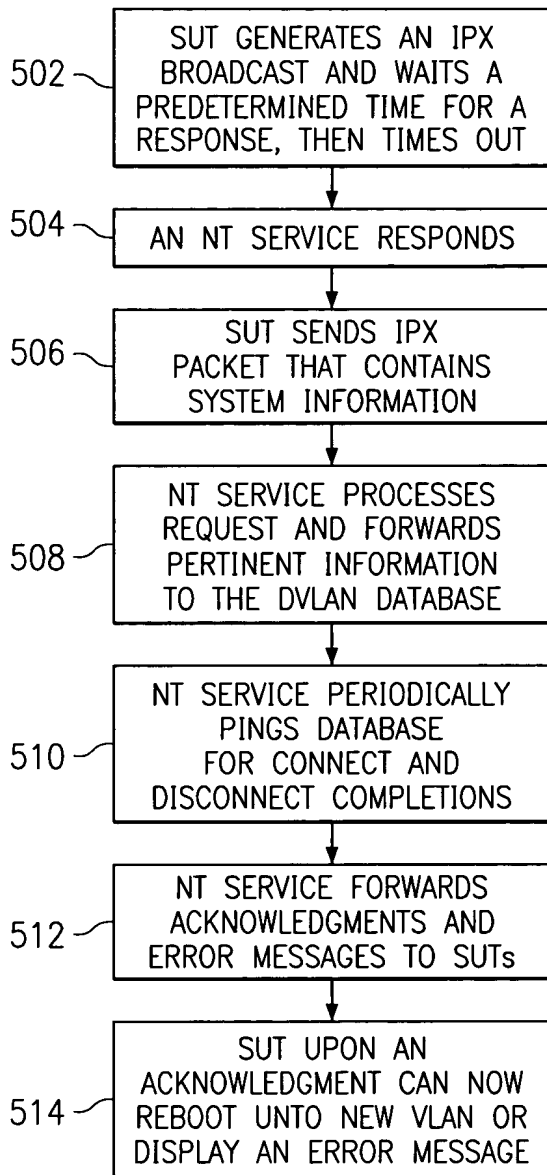 502
SUT GENERATES AN IPX
BROADCAST AND WAITS A
PREDETERMINED TIME FOR A
RESPONSE, THEN TIMES OUT
504
AN NT SERVICE RESPONDS
506
SUT SENDS IPX
PACKET THAT CONTAINS
SYSTEM INFORMATION
508
NT SERVICE PROCESSES
REQUEST AND FORWARDS
PERTINENT INFORMATION
TO THE DVLAN DATABASE
510
NT SERVICE PERIODICALLY
PINGS DATABASE
FOR CONNECT AND
DISCONNECT COMPLETIONS
512
NT SERVICE FORWARDS
ACKNOWLEDGMENTS AND
ERROR MESSAGES TO SUTs
514
SUT UPON AN
ACKNOWLEDGMENT CAN NOW
REBOOT UNTO NEW VLAN OR
DISPLAY AN ERROR MESSAGE